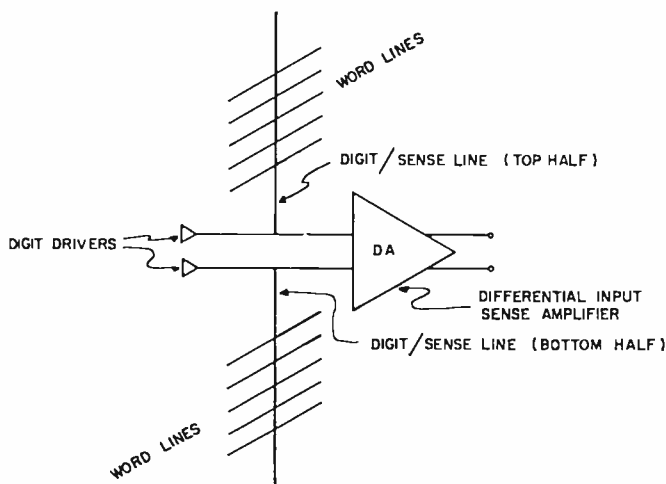 WORD LINES
DIGIT/SENSE LINE (TOP HALF)
DIGIT DRIVERS
DA
DIFFERENTIAL INPUT
SENSE AMPLIFIER
DIGIT/SENSE LINE (BOTTOM HALF)
WORD LINES